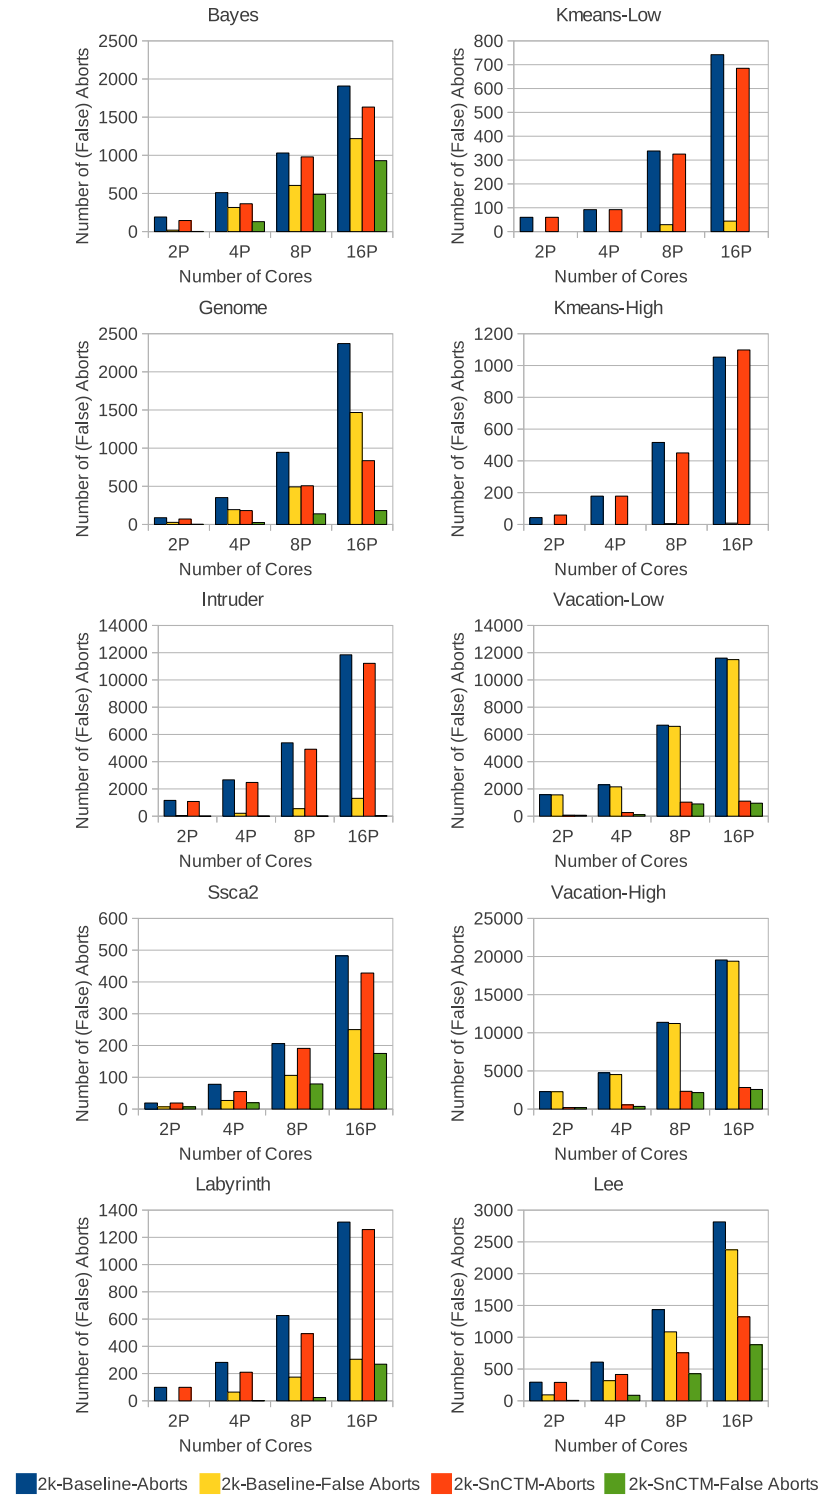 Bayes
Number of (False) Aborts
2500
2000
1500
1000
500
0
2P 4P 8P 16P
Number of Cores
Kmeans-Low
Number of (False) Aborts
800
700
600
500
400
300
200
100
0
2P 4P 8P 16P
Number of Cores
Genome
Number of (False) Aborts
2500
2000
1500
1000
500
0
2P 4P 8P 16P
Number of Cores
Kmeans-High
Number of (False) Aborts
1200
1000
800
600
400
200
0
2P 4P 8P 16P
Number of Cores
Intruder
Number of (False) Aborts
14000
12000
10000
8000
6000
4000
2000
0
2P 4P 8P 16P
Number of Cores
Vacation-Low
Number of (False) Aborts
14000
12000
10000
8000
6000
4000
2000
0
2P 4P 8P 16P
Number of Cores
Ssca2
Number of (False) Aborts
600
500
400
300
200
100
0
2P 4P 8P 16P
Number of Cores
Vacation-High
Number of (False) Aborts
25000
20000
15000
10000
5000
0
2P 4P 8P 16P
Number of Cores
Labyrinth
Number of (False) Aborts
1400
1200
1000
800
600
400
200
0
2P 4P 8P 16P
Number of Cores
Lee
Number of (False) Aborts
3000
2500
2000
1500
1000
500
0
2P 4P 8P 16P
Number of Cores
2k-Baseline-Aborts 2k-Baseline-False Aborts 2k-SnCTM-Aborts 2k-SnCTM-False Aborts